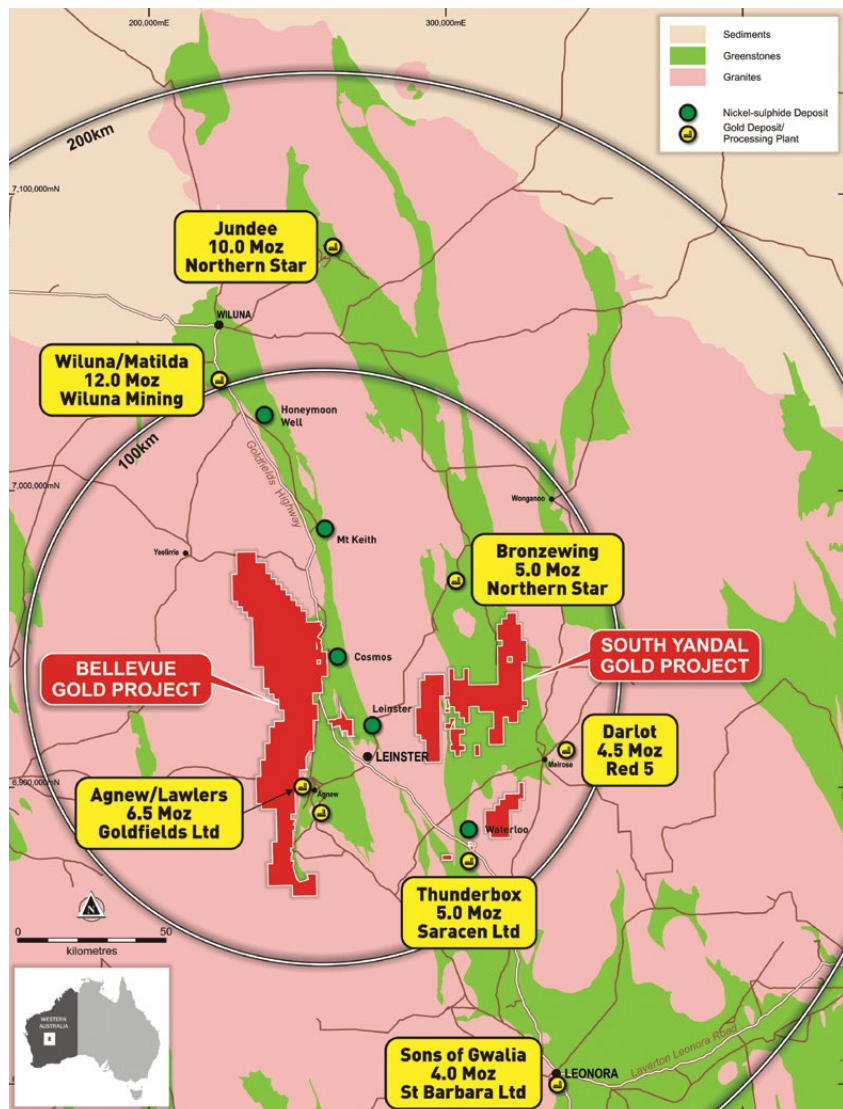 200,000mE
300,000mE
Sediments
Greenstones
Granites
Nickel-sulphide Deposit
Gold Deposit/
Processing Plant
200km
7,100,000mN
Jundee
10.0 Moz
Northern Star
WILUNA
Wiluna/Matilda
12.0 Moz
Wiluna Mining
Honeymoon
Well
100km
Goldfields Highway
7,000,000mN
Wonganoo
Mt Keith
Yeelirrie
Bronzewing
5.0 Moz
Northern Star
BELLEVUE
GOLD PROJECT
Cosmos
SOUTH YANDAL
GOLD PROJECT
Leinster
LEINSTER
Darlot
4.5 Moz
Red 5
Melrose
6,900,000mN
Agnew/Lawlers
6.5 Moz
Goldfields Ltd
Agnew
Waterloo
Thunderbox
5.0 Moz
Saracen Ltd
N
0
50
kilometres
WESTERN
AUSTRALIA
Laverton Leonora Road
Sons of Gwalia
4.0 Moz
St Barbara Ltd
LEONORA